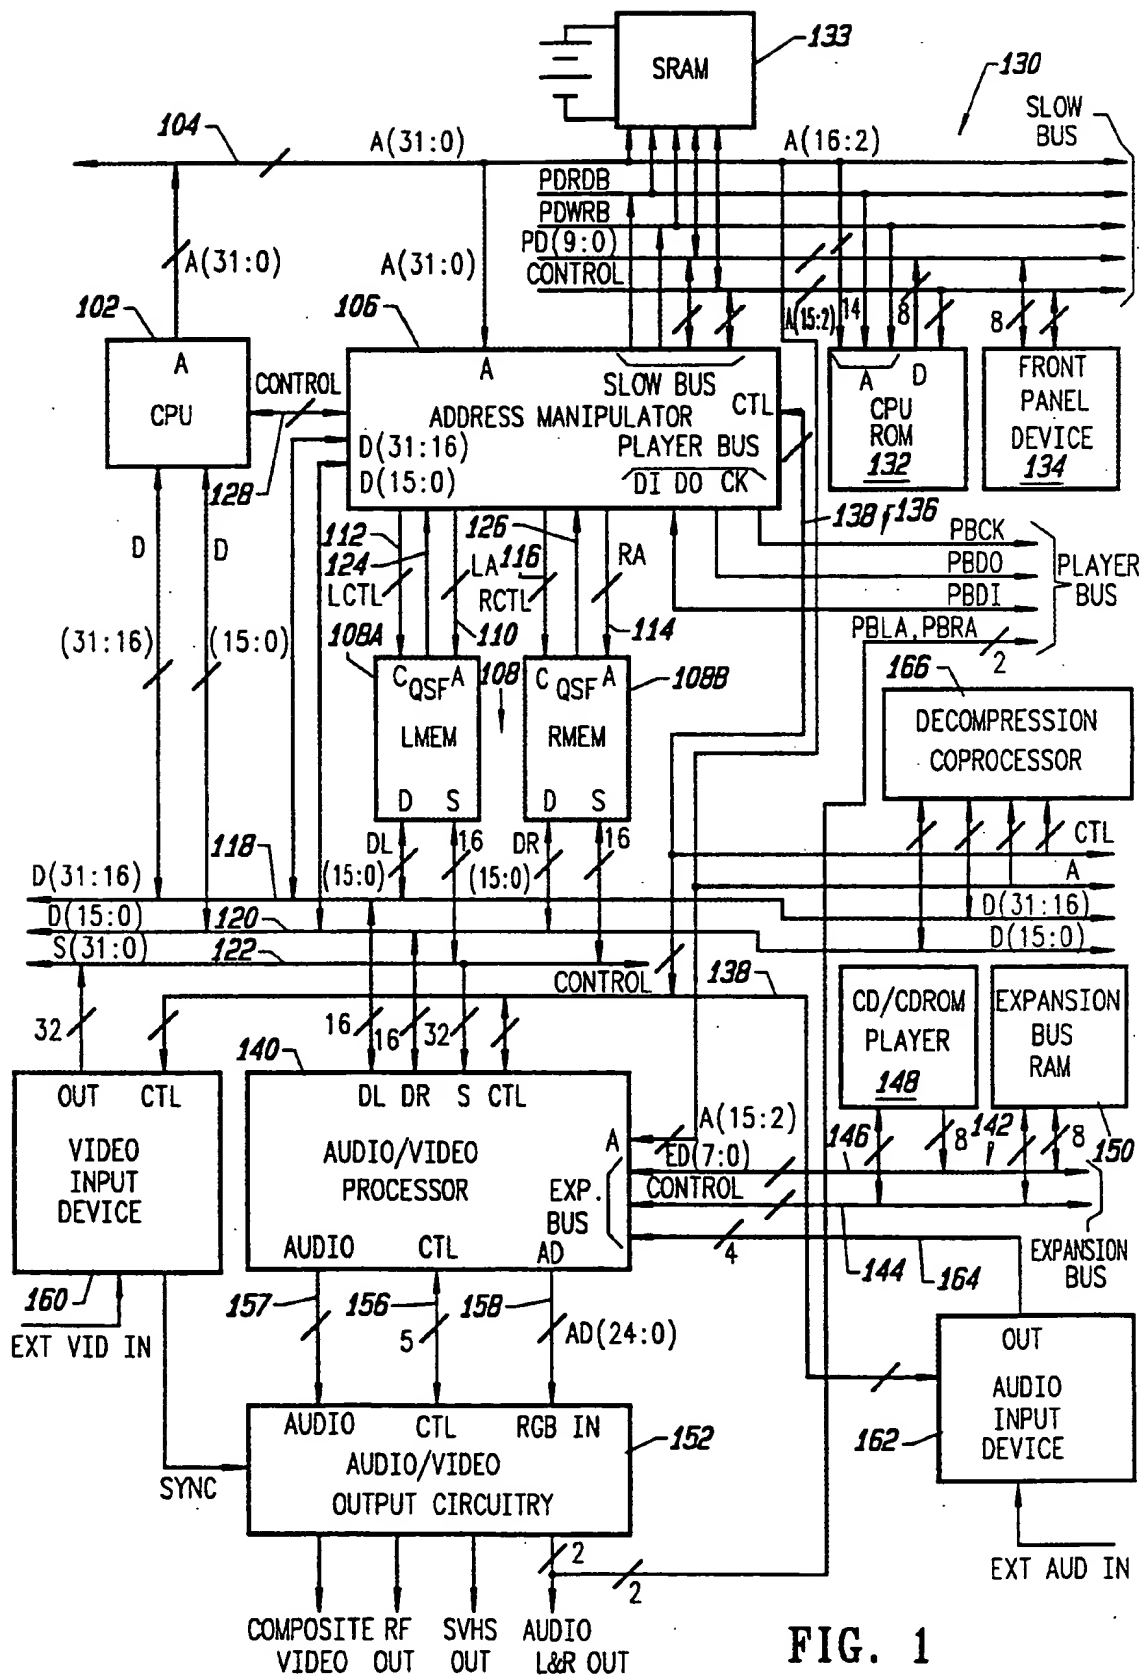 133
SRAM
130
SLOW
BUS
104
A(31:0)
A(16:2)
PDRDB
PDWRB
PD(9:0)
CONTROL
A(31:0)
A(31:0)
A(15:2)
14
8
8
102
106
A
CPU
CONTROL
128
A
SLOW BUS
ADDRESS MANIPULATOR
CTL
D(31:16)
PLAYER BUS
D(15:0)
DI DO CK
A
D
CPU
ROM
132
FRONT
PANEL
DEVICE
134
138
136
PBCK
PBDO
PBDI
PBLA, PBRA
2
PLAYER
BUS
D
D
(31:16)
(15:0)
112
124
LCTL
LA
110
126
116
RCTL
RA
114
108A
108
108B
C QSF A
LMEM
D S
C QSF A
RMEM
D S
166
DECOMPRESSION
COPROCESSOR
DL
16
(15:0)
DR
16
(15:0)
CTL
A
D(31:16)
D(15:0)
118
D(31:16)
D(15:0)
120
S(31:0)
122
CONTROL
138
32
16
16
32
140
OUT CTL
VIDEO
INPUT
DEVICE
160
EXT VID IN
DL DR S CTL
AUDIO/VIDEO
PROCESSOR
A
EXP.
BUS
AUDIO
CTL
AD
CD/CDROM
PLAYER
148
EXPANSION
BUS
RAM
150
A(15:2)
ED(7:0)
CONTROL
146
8
142
8
4
144
164
EXPANSION
BUS
157
156
5
158
AD(24:0)
OUT
AUDIO
INPUT
DEVICE
162
EXT AUD IN
SYNC
AUDIO
CTL
RGB IN
AUDIO/VIDEO
OUTPUT CIRCUITRY
152
2
2
COMPOSITE
VIDEO
RF
OUT
SVHS
OUT
AUDIO
L&R OUT
FIG. 1